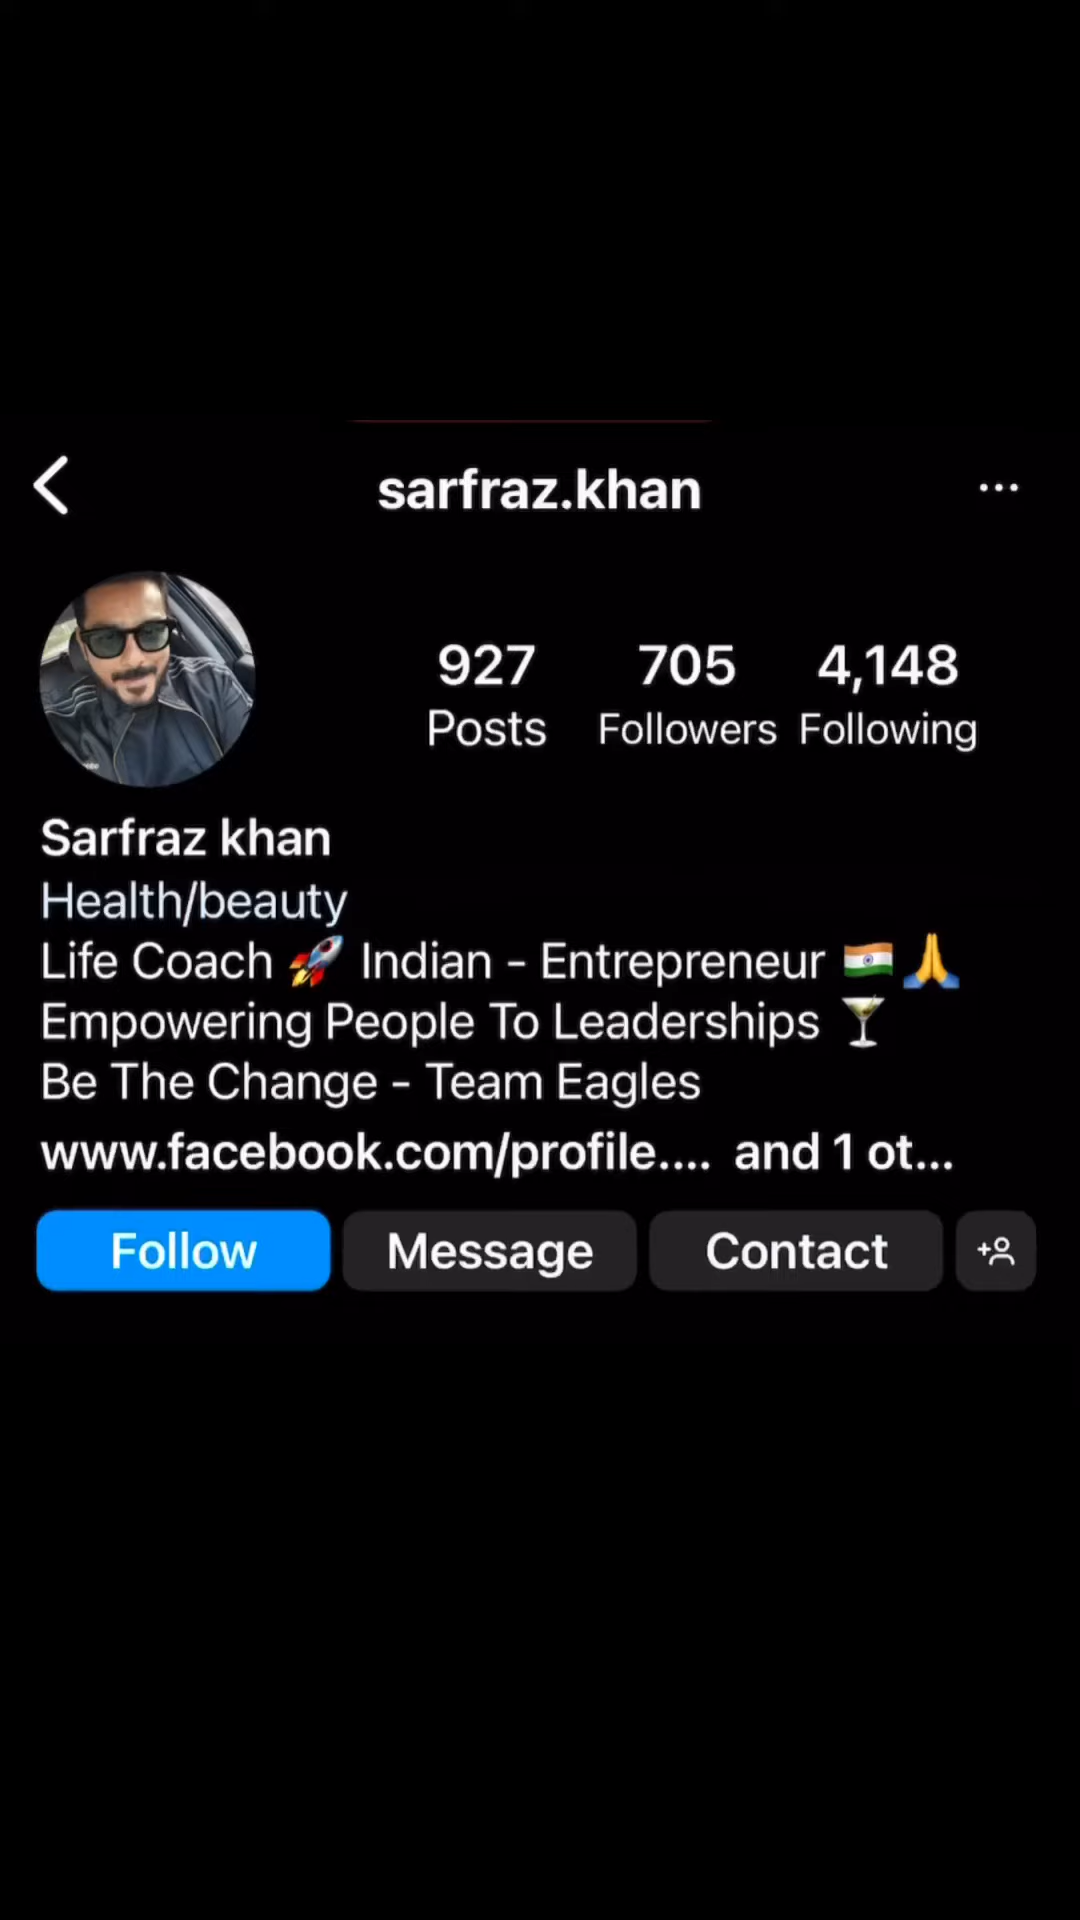 sarfraz.khan
927 705 4,148
Posts Followers Following
Sarfraz khan
Health/beauty
Life Coach 🚀 Indian - Entrepreneur 🇮🇳🙏
Empowering People To Leaderships 🍸
Be The Change - Team Eagles
www.facebook.com/profile.... and 1 ot...
Follow Message Contact